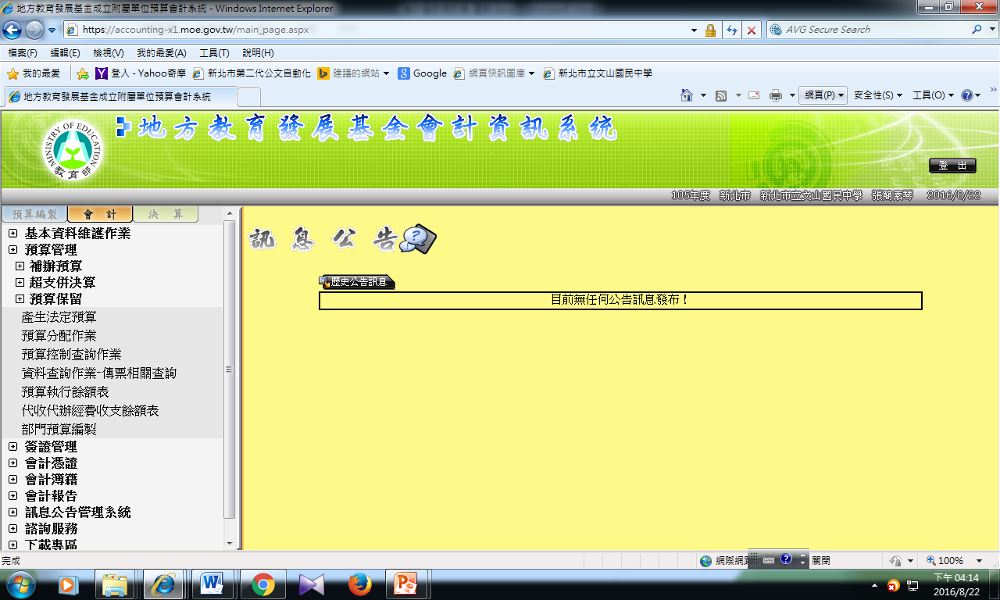 地方教育發展基金成立附屬單位預算會計系統 - Windows Internet Explorer
https://accounting-x1.moe.gov.tw/main_page.aspx
AVG Secure Search
檔案(F) 編輯(E) 檢視(V) 我的最愛(A) 工具(T) 說明(H)
我的最愛 登入 - Yahoo奇摩 新北市第二代公文自動化 建議的網站 Google 網頁快訊圖庫 新北市立文山國民中學
地方教育發展基金成立附屬單位預算會計系統
網頁(P) 安全性(S) 工具(O)
MINISTRY OF EDUCATION
教育部
地方教育發展基金會計資訊系統
登 出
105年度 新北市 新北市立文山國民中學 張簡素琴 2016/8/22
預算編製 會 計 決 算
基本資料維護作業
預算管理
補辦預算
超支併決算
預算保留
產生法定預算
預算分配作業
預算控制查詢作業
資料查詢作業-傳票相關查詢
預算執行餘額表
代收代辦經費收支餘額表
部門預算編製
簽證管理
會計憑證
會計簿籍
會計報告
訊息公告管理系統
諮詢服務
下載專區
訊息公告
歷史公告訊息
目前無任何公告訊息發布！
完成
網際網
關閉
100%
下午 04:14
2016/8/22